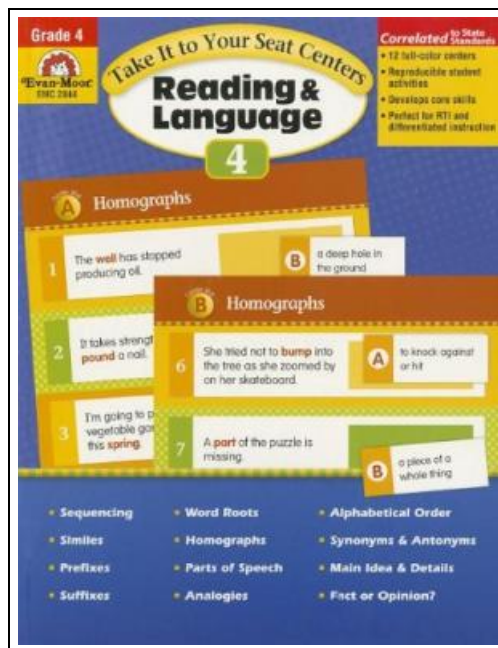 Grade 4
Evan-Moor
EMC 2844
Correlated to State Standards
• 12 full-color centers
• Reproducible student activities
• Develops core skills
• Perfect for RTI and differentiated instruction
Take It to Your Seat Centers
Reading &
Language
4
A Homographs
1
The well has stopped
producing oil.
B
a deep hole in
the ground
2
It takes strength
pound a nail.
3
I'm going to p
vegetable gar
this spring.
B Homographs
6
She tried not to bump into
the tree as she zoomed by
on her skateboard.
A
to knock against
or hit
7
A part of the puzzle is
missing.
B
a piece of a
whole thing
• Sequencing
• Similes
• Prefixes
• Suffixes
• Word Roots
• Homographs
• Parts of Speech
• Analogies
• Alphabetical Order
• Synonyms & Antonyms
• Main Idea & Details
• Fact or Opinion?